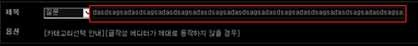 제목 질문 dasdsapsadasdsapsadasdsapsadasdsapsadasdsapsadasdsapsadasdsapsa
옵션 [카테고리선택 안내] [글작성 에디터가 제대로 동작하지 않을 경우]